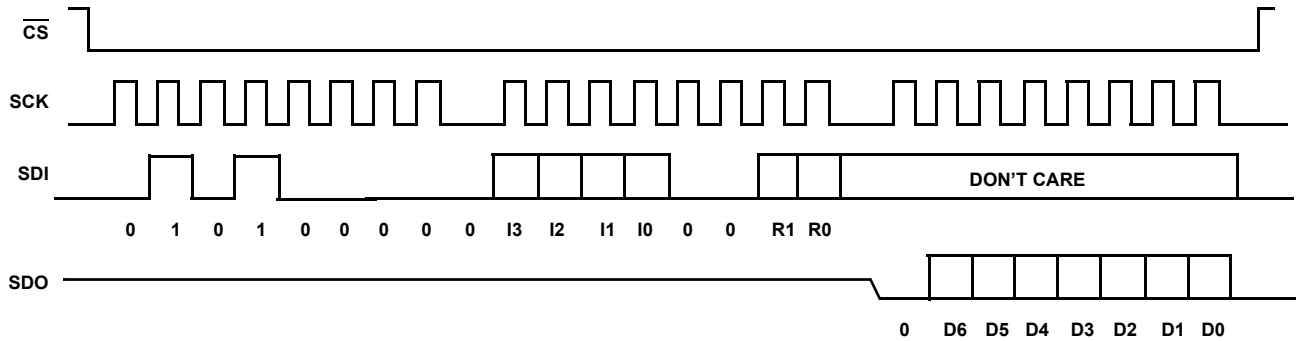 CS
SCK
SDI
DON'T CARE
0 1 0 1 0 0 0 0 0 I3 I2 I1 I0 0 0 R1 R0
SDO
0 D6 D5 D4 D3 D2 D1 D0